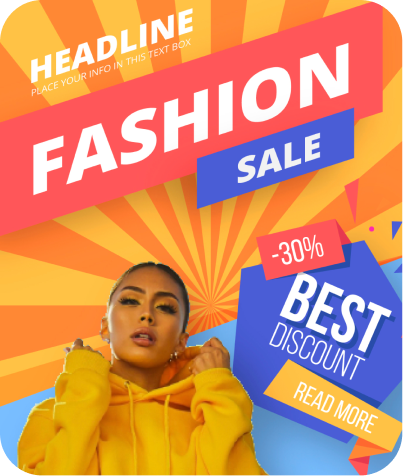 HEADLINE
PLACE YOUR INFO IN THIS TEXT BOX
FASHION
SALE
-30%
BEST
DISCOUNT
READ MORE